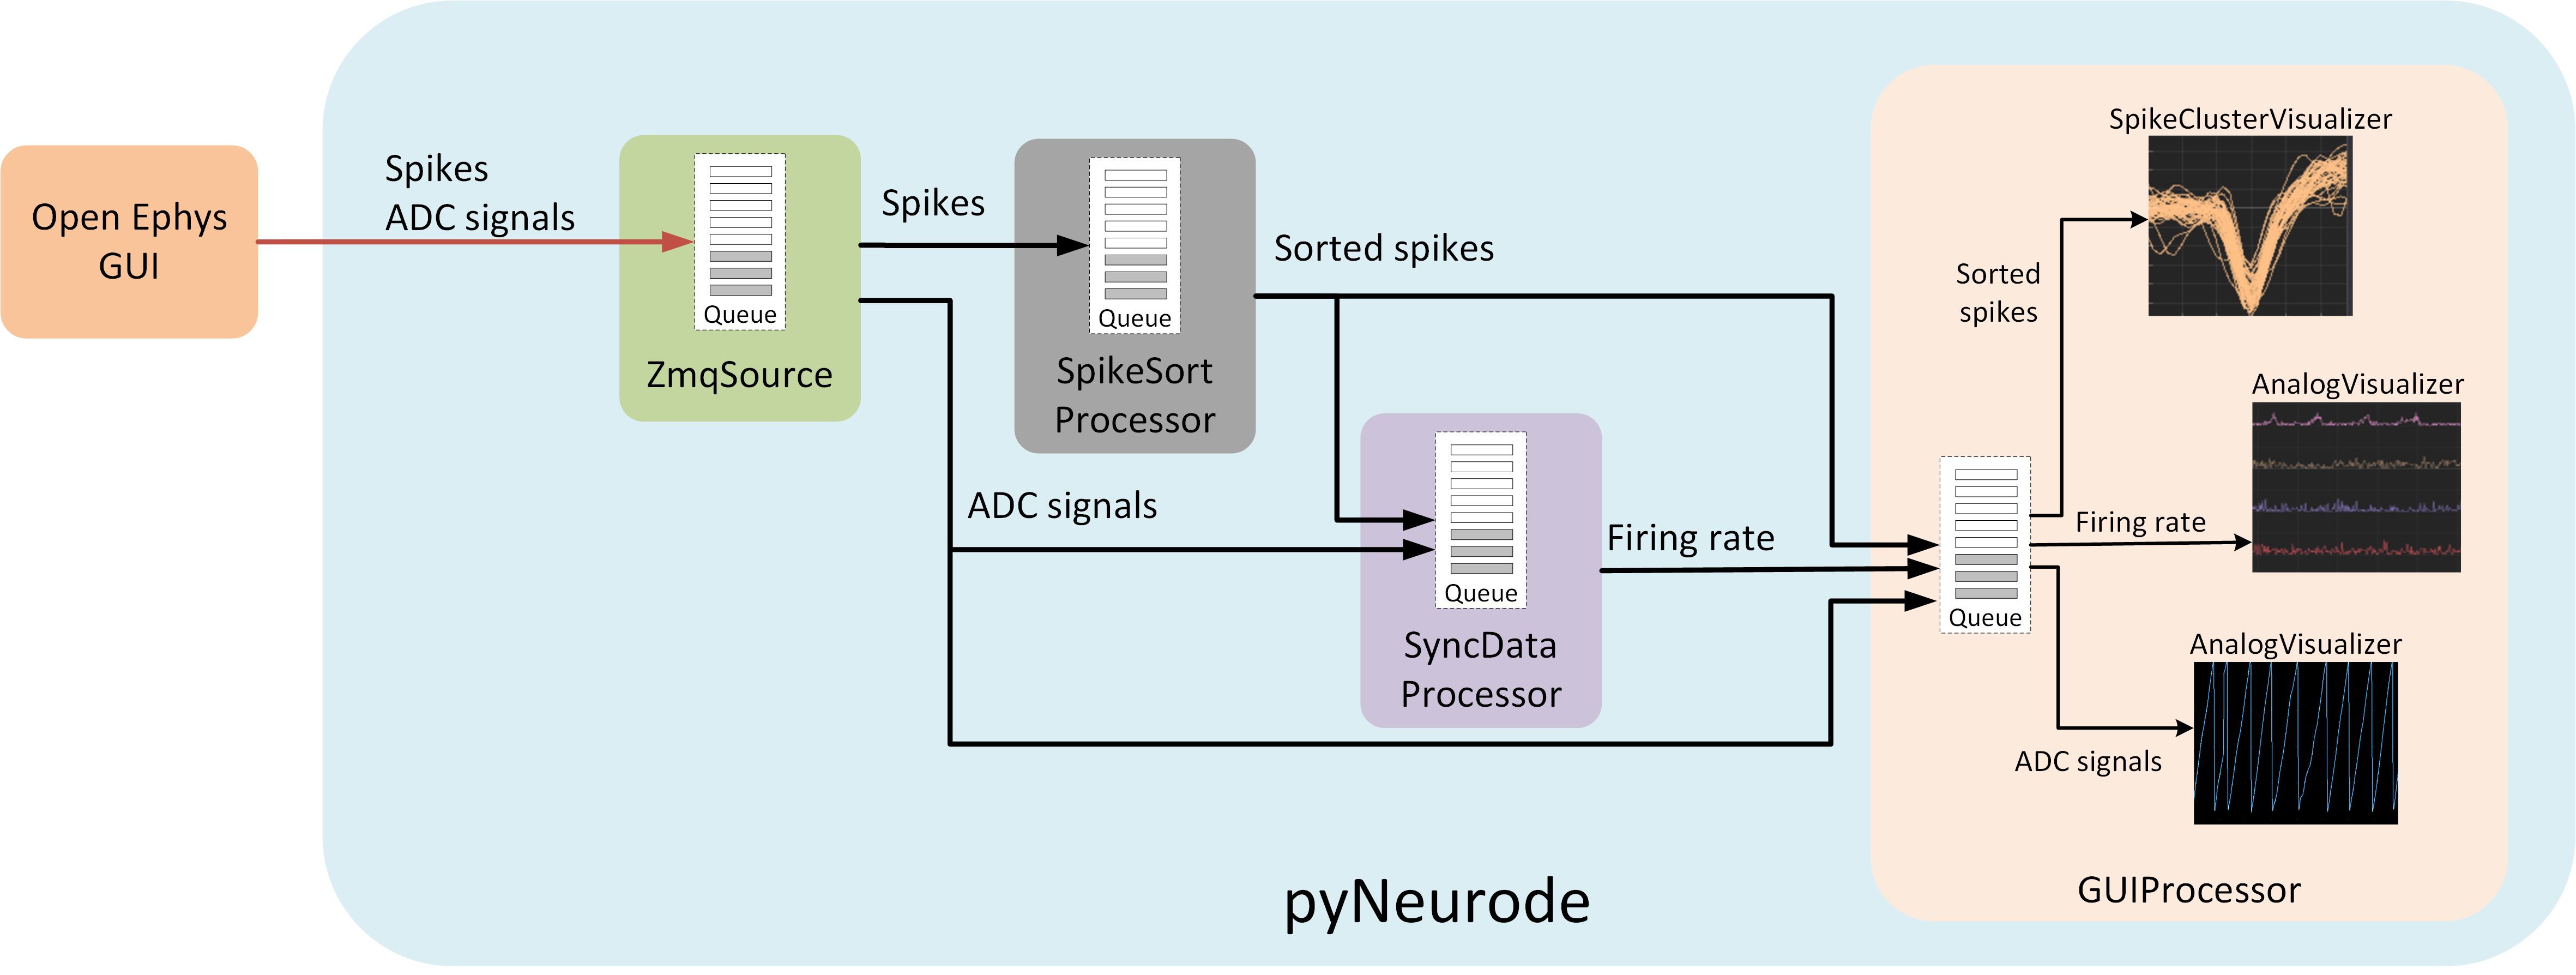 Open Ephys
GUI
Spikes
ADC signals
Queue
ZmqSource
Spikes
Queue
SpikeSort
Processor
Sorted spikes
ADC signals
Queue
SyncData
Processor
Firing rate
Queue
Sorted
spikes
SpikeClusterVisualizer
Firing rate
AnalogVisualizer
ADC signals
AnalogVisualizer
GUIProcessor
pyNeurode